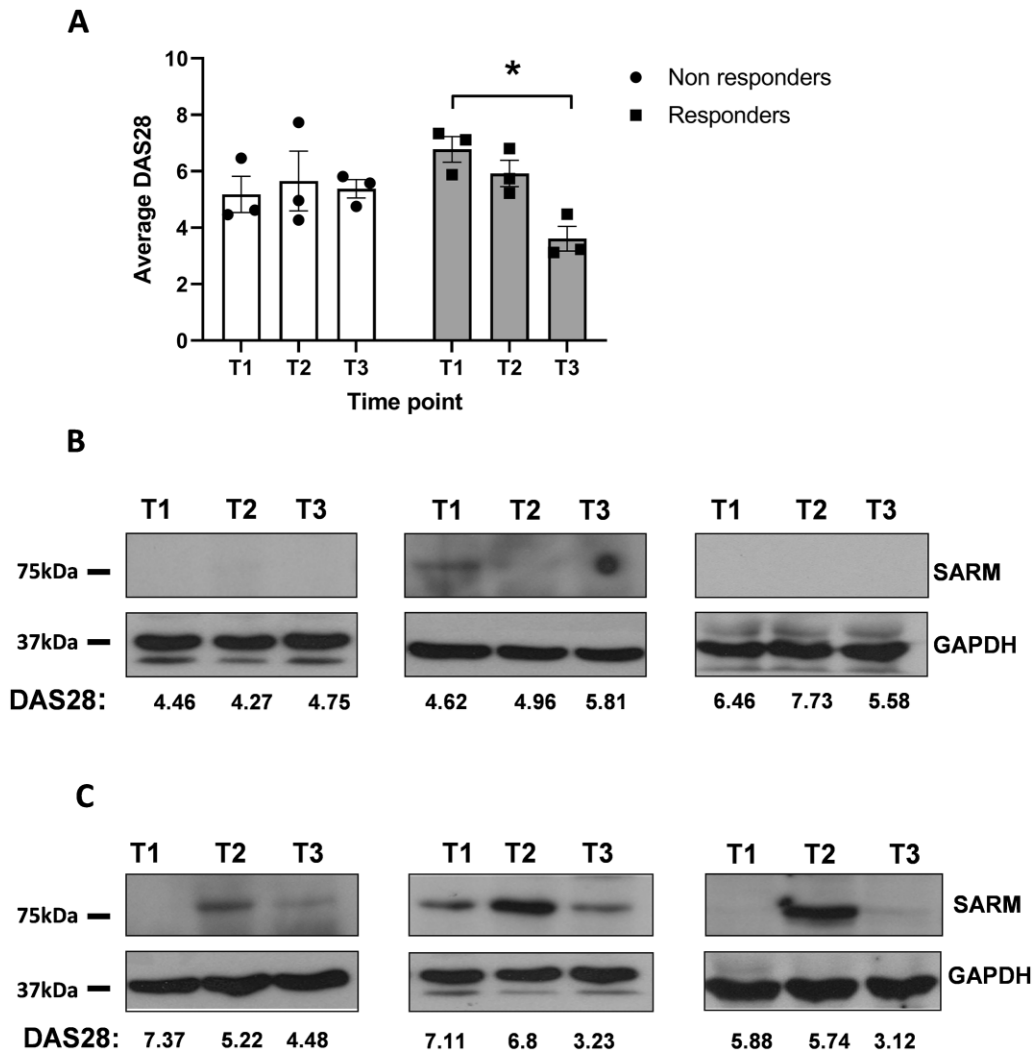 A
10
8
6
4
2
0
Average DAS28
*
Non responders
Responders
T1 T2 T3 T1 T2 T3
Time point
B
T1 T2 T3 T1 T2 T3 T1 T2 T3
75kDa SARM
37kDa GAPDH
DAS28: 4.46 4.27 4.75 4.62 4.96 5.81 6.46 7.73 5.58
C
T1 T2 T3 T1 T2 T3 T1 T2 T3
75kDa SARM
37kDa GAPDH
DAS28: 7.37 5.22 4.48 7.11 6.8 3.23 5.88 5.74 3.12